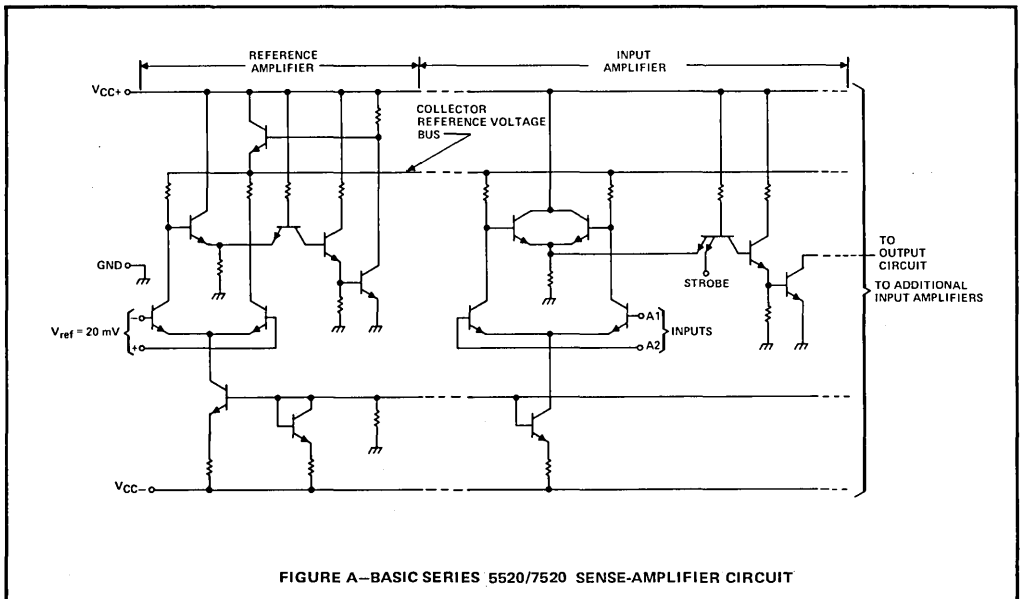 REFERENCE
AMPLIFIER
INPUT
AMPLIFIER
VCC+
COLLECTOR
REFERENCE VOLTAGE
BUS
GND
STROBE
TO
OUTPUT
CIRCUIT
TO ADDITIONAL
INPUT AMPLIFIERS
Vref = 20 mV
−
+
A1
INPUTS
A2
VCC−
FIGURE A—BASIC SERIES 5520/7520 SENSE-AMPLIFIER CIRCUIT